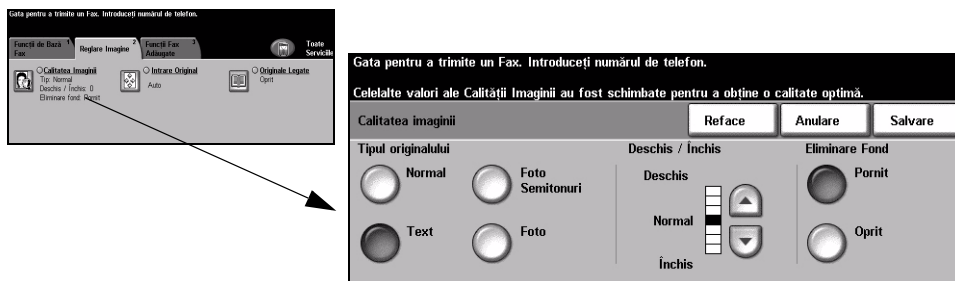 Gata pentru a trimite un Fax. Introduceți numărul de telefon.
Funcții de Bază Fax 1
Reglare Imagine 2
Funcții Fax Adăugate 3
Toate Serviciile
Calitatea Imaginii
Tip: Normal
Deschis / Închis: 0
Eliminare fond: Pornit
Intrare Original
Auto
Originale Legate
Oprit
Gata pentru a trimite un Fax. Introduceți numărul de telefon.
Celelalte valori ale Calității Imaginii au fost schimbate pentru a obține o calitate optimă.
Calitatea imaginii
Reface
Anulare
Salvare
Tipul originalului
Deschis / Închis
Eliminare Fond
Normal
Foto Semitonuri
Text
Foto
Deschis
Normal
Închis
Pornit
Oprit